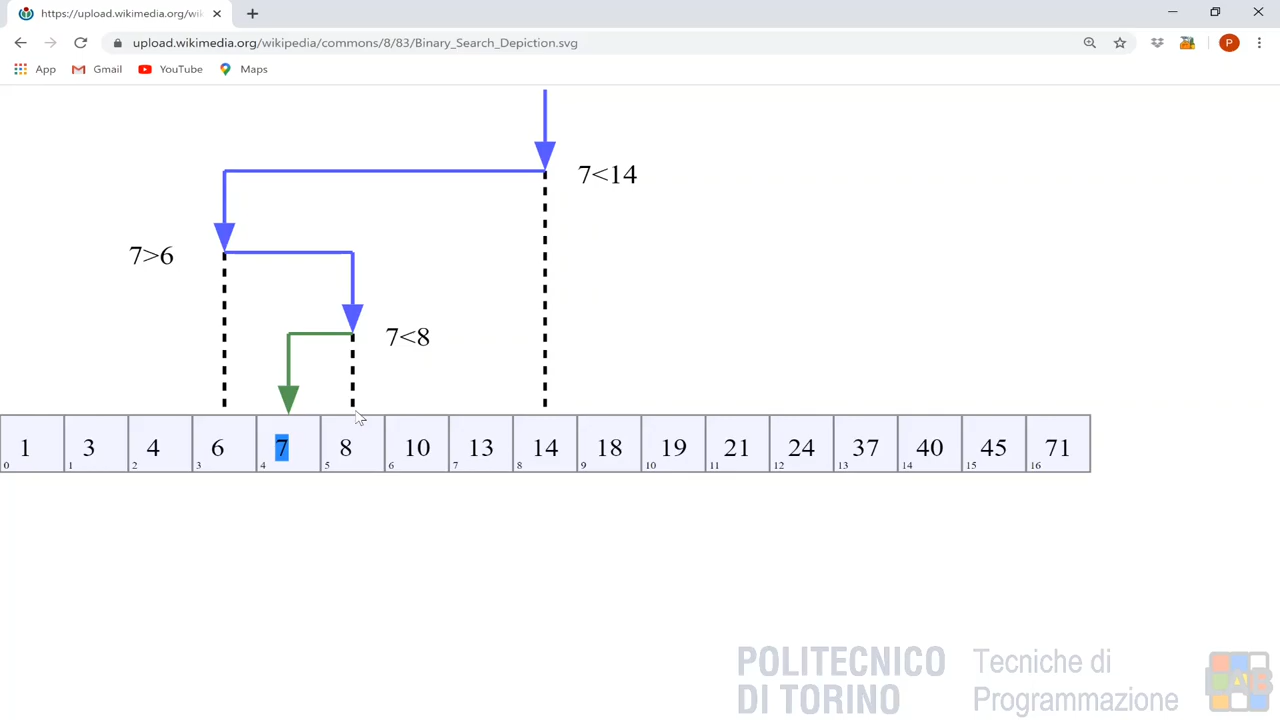 https://upload.wikimedia.org/wi
upload.wikimedia.org/wikipedia/commons/8/83/Binary_Search_Depiction.svg
P
App Gmail YouTube Maps
7<14
7>6
7<8
1 3 4 6 7 8 10 13 14 18 19 21 24 37 40 45 71
0 1 2 3 4 5 6 7 8 9 10 11 12 13 14 15 16
POLITECNICO
DI TORINO
Tecniche di
Programmazione